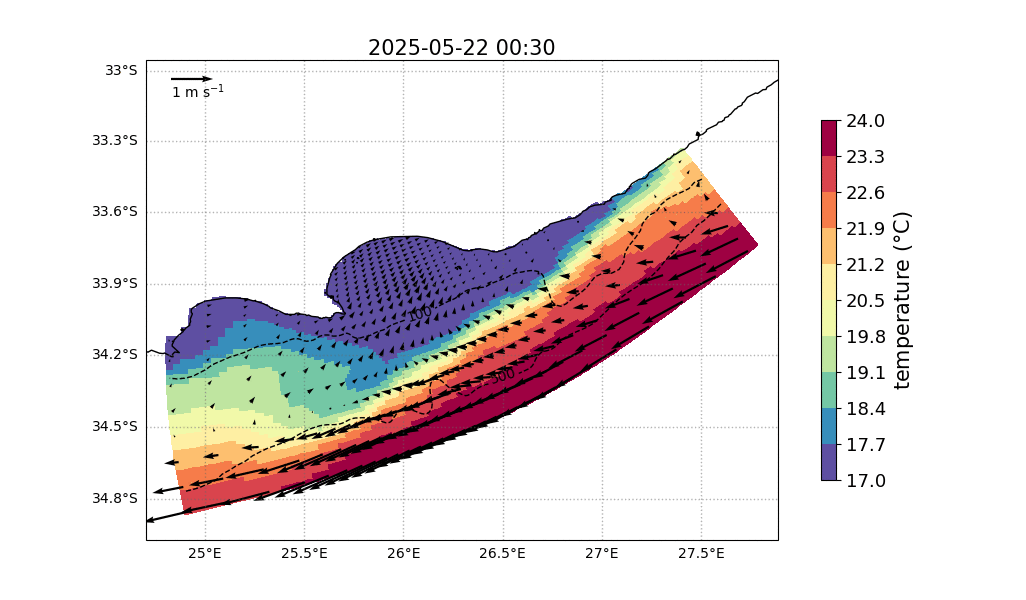 2025-05-22 00:30
1 m s⁻¹
33°S
33.3°S
33.6°S
33.9°S
34.2°S
34.5°S
34.8°S
25°E
25.5°E
26°E
26.5°E
27°E
27.5°E
100
500
24.0
23.3
22.6
21.9
21.2
20.5
19.8
19.1
18.4
17.7
17.0
temperature (°C)